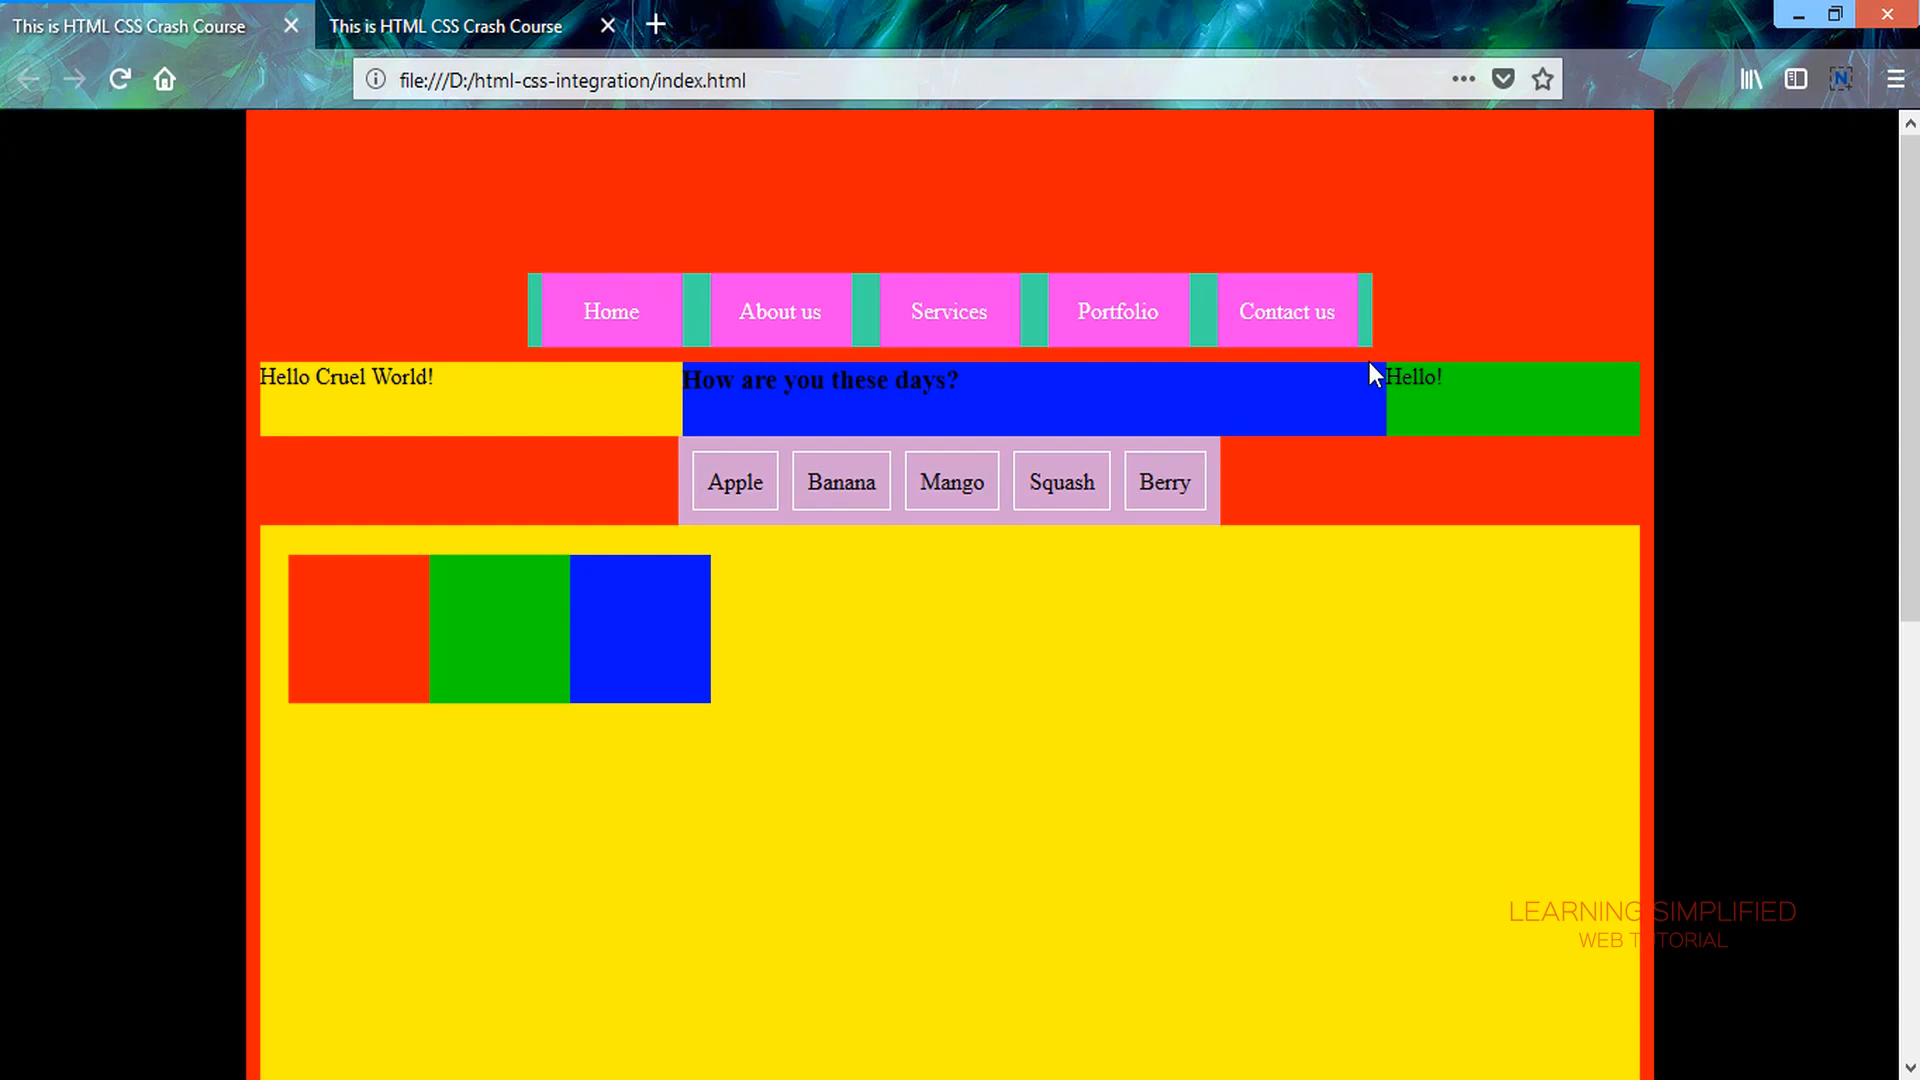 This is HTML CSS Crash Course
This is HTML CSS Crash Course
file:///D:/html-css-integration/index.html
N
Home About us Services Portfolio Contact us
Hello Cruel World! How are you these days? Hello!
Apple Banana Mango Squash Berry
LEARNING SIMPLIFIED
WEB TUTORIAL